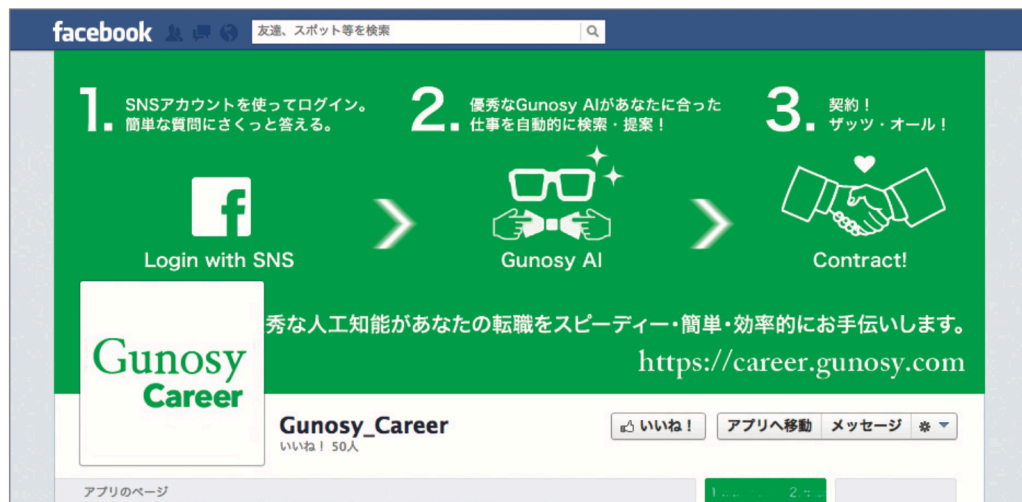 facebook
友達、スポット等を検索
1.
SNSアカウントを使ってログイン。
簡単な質問にさくっと答える。
2.
優秀なGunosy AIがあなたに合った
仕事を自動的に検索・提案！
3.
契約！
ザッツ・オール！
f
Login with SNS
Gunosy AI
Contract!
秀な人工知能があなたの転職をスピーディー・簡単・効率的にお手伝いします。
https://career.gunosy.com
Gunosy
Career
Gunosy_Career
いいね！ 50人
いいね！
アプリへ移動
メッセージ
アプリのページ
1
2